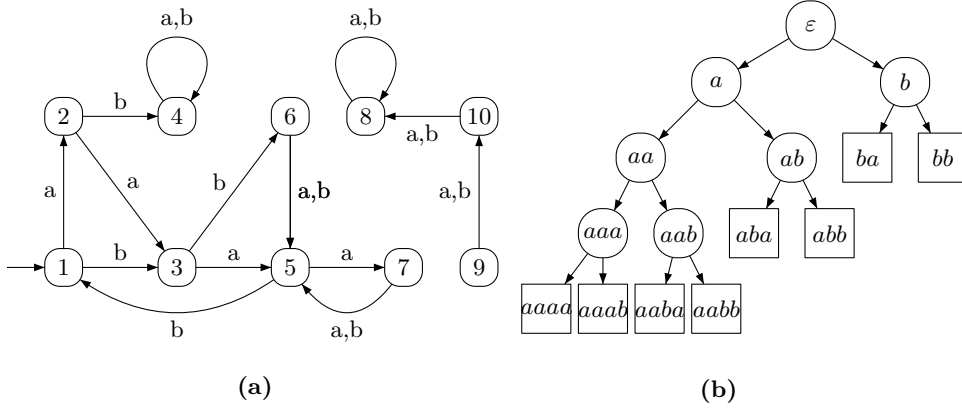 a,b a,b ε
a b
2 b 4 6 8 a,b 10
aa ab ba bb
a a b a,b a,b
aaa aab aba abb
1 b 3 a 5 a 7 9
b a,b
aaaa aaab aaba aabb
(a) (b)